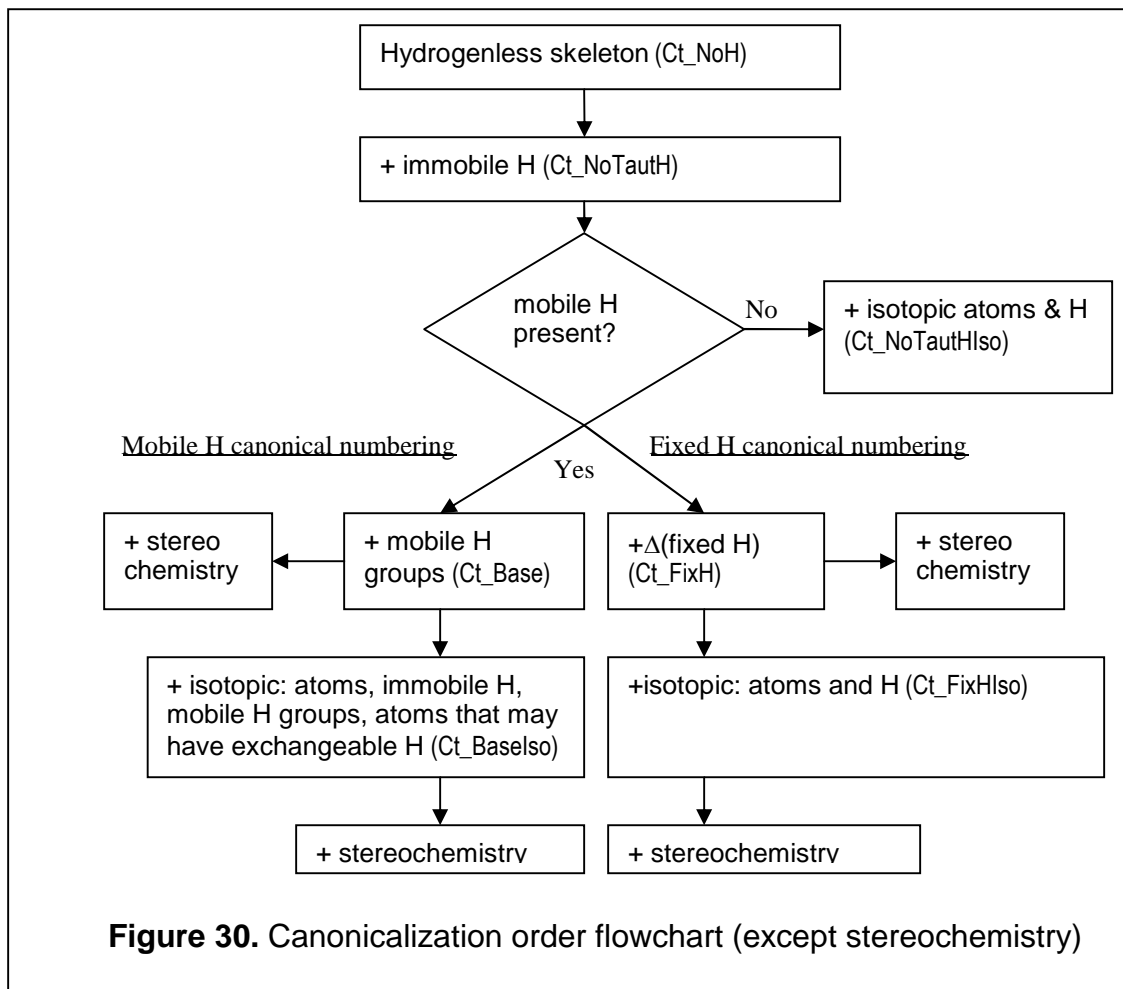 Hydrogenless skeleton (Ct_NoH)
+ immobile H (Ct_NoTautH)
mobile H
present?
No
+ isotopic atoms & H
(Ct_NoTautHIso)
Mobile H canonical numbering
Fixed H canonical numbering
Yes
+ stereo
chemistry
+ mobile H
groups (Ct_Base)
+Δ(fixed H)
(Ct_FixH)
+ stereo
chemistry
+ isotopic: atoms, immobile H,
mobile H groups, atoms that may
have exchangeable H (Ct_BaseIso)
+isotopic: atoms and H (Ct_FixHIso)
+ stereochemistry
+ stereochemistry
Figure 30. Canonicalization order flowchart (except stereochemistry)